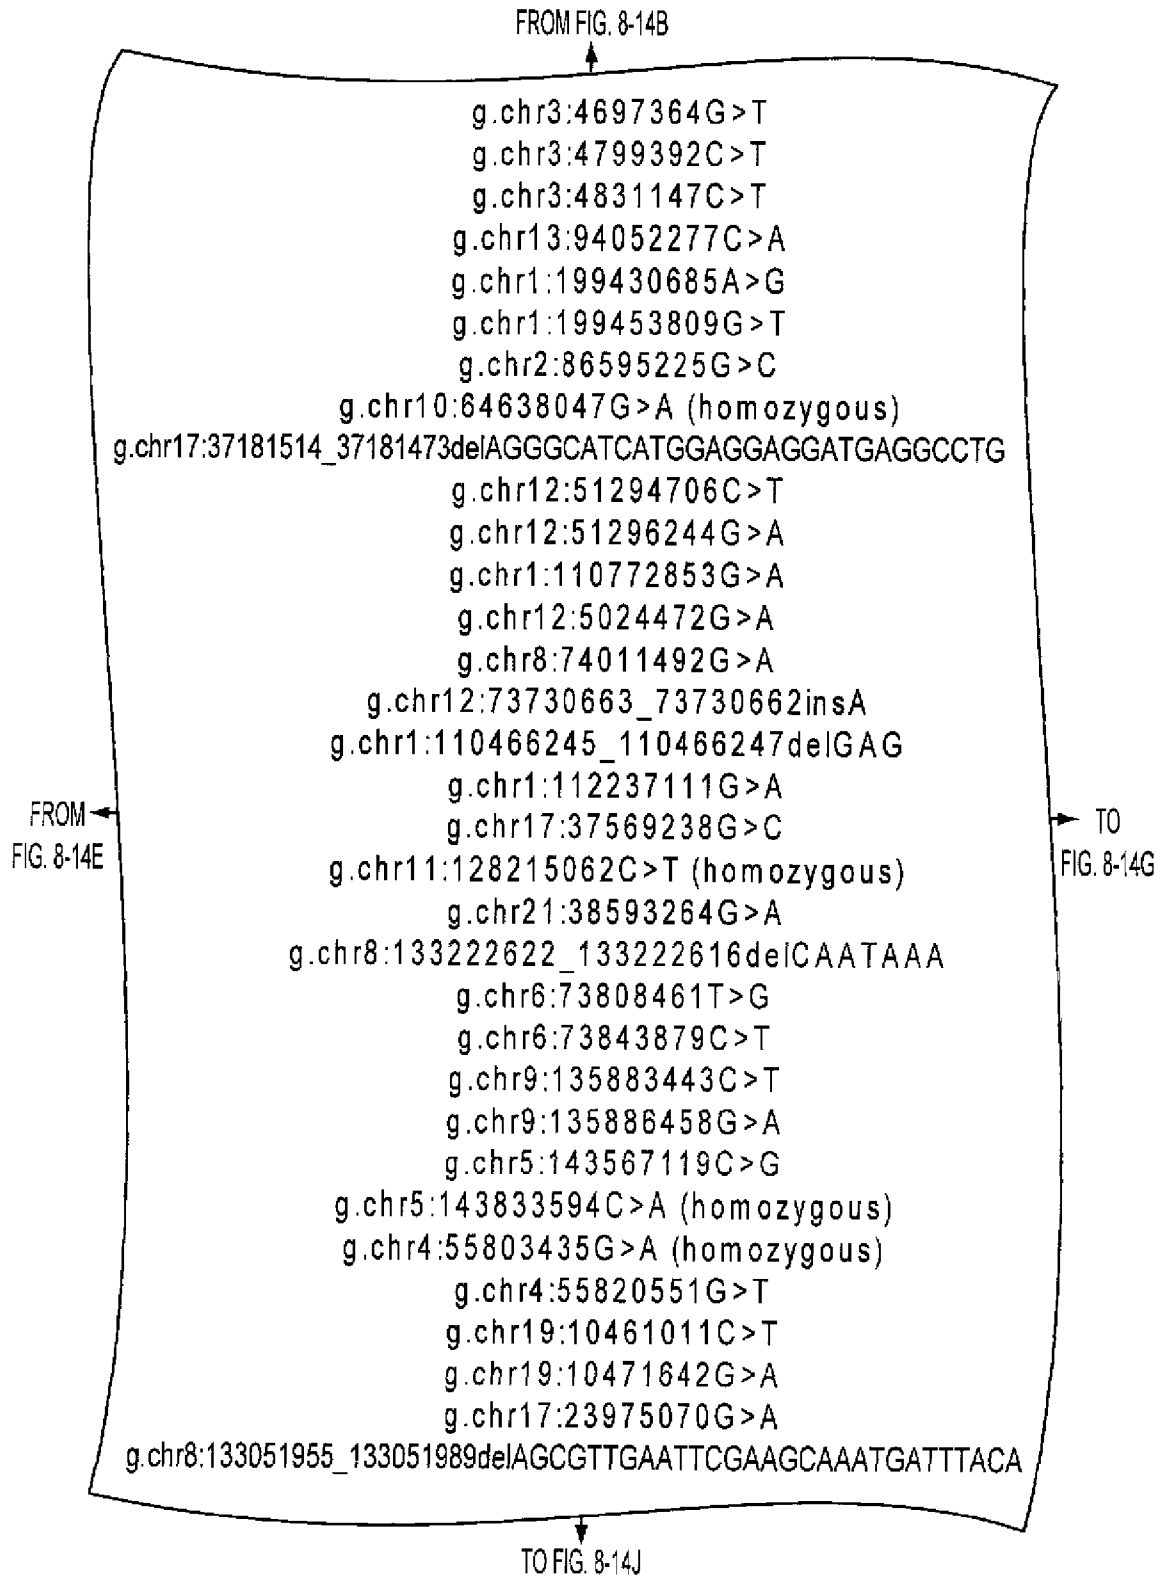 FROM FIG. 8-14B
g.chr3:4697364G>T
g.chr3:4799392C>T
g.chr3:4831147C>T
g.chr13:94052277C>A
g.chr1:199430685A>G
g.chr1:199453809G>T
g.chr2:86595225G>C
g.chr10:64638047G>A (homozygous)
g.chr17:37181514_37181473delAGGGCATCATGGAGGAGGATGAGGCCTG
g.chr12:51294706C>T
g.chr12:51296244G>A
g.chr1:110772853G>A
g.chr12:5024472G>A
g.chr8:74011492G>A
g.chr12:73730663_73730662insA
g.chr1:110466245_110466247delGAG
g.chr1:112237111G>A
g.chr17:37569238G>C
FROM
FIG. 8-14E
TO
FIG. 8-14G
g.chr11:128215062C>T (homozygous)
g.chr21:38593264G>A
g.chr8:133222622_133222616delCAATAAA
g.chr6:73808461T>G
g.chr6:73843879C>T
g.chr9:135883443C>T
g.chr9:135886458G>A
g.chr5:143567119C>G
g.chr5:143833594C>A (homozygous)
g.chr4:55803435G>A (homozygous)
g.chr4:55820551G>T
g.chr19:10461011C>T
g.chr19:10471642G>A
g.chr17:23975070G>A
g.chr8:133051955_133051989delAGCGTTGAATTCGAAGCAAATGATTTACA
TO FIG. 8-14J